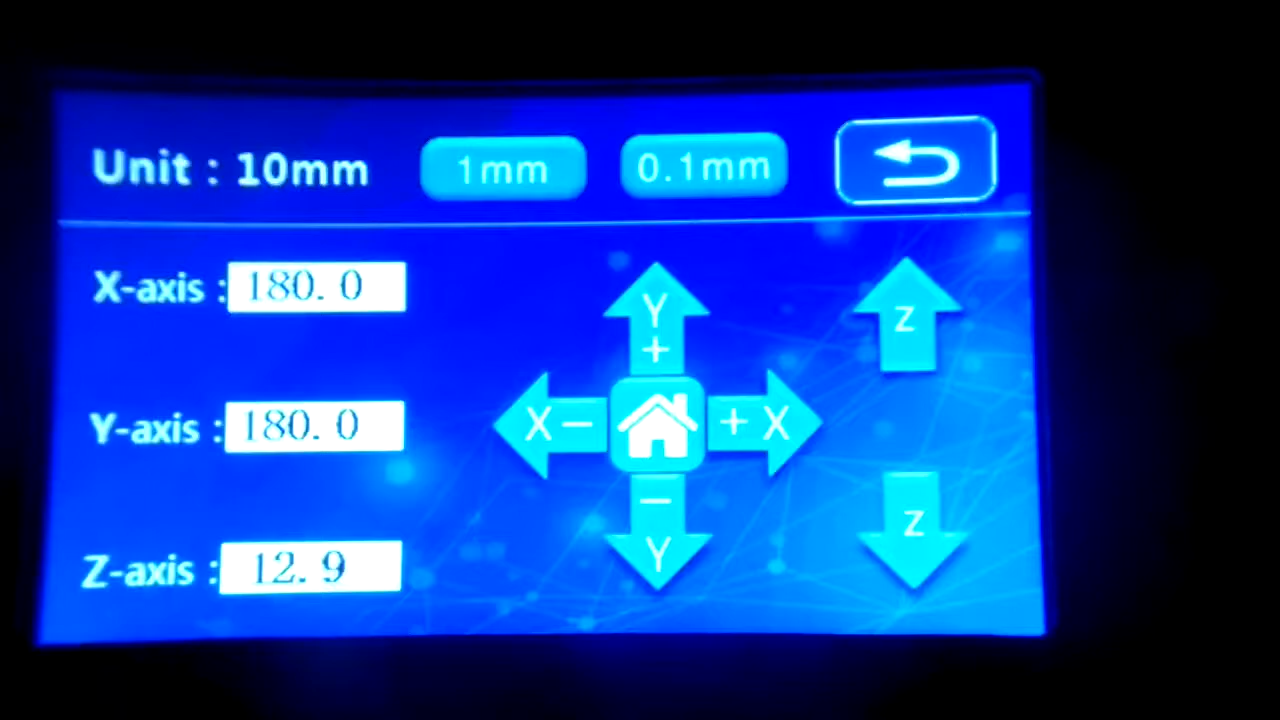 Unit : 10mm 1mm 0.1mm
X-axis : 180.0
Y-axis : 180.0
Z-axis : 12.9
Y +
X − + X
− Y
Z
Z